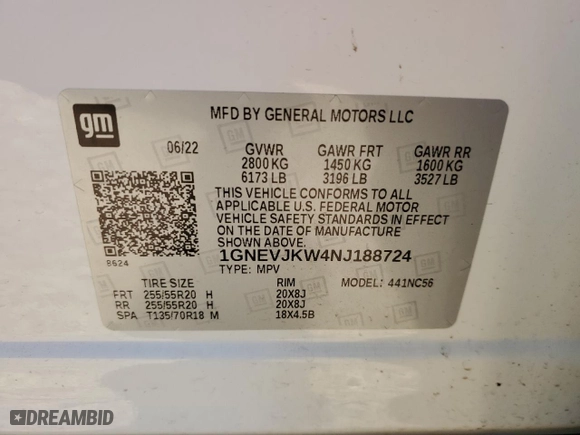 gm
MFD BY GENERAL MOTORS LLC
06/22 GVWR GAWR FRT GAWR RR
2800 KG 1450 KG 1600 KG
6173 LB 3196 LB 3527 LB
THIS VEHICLE CONFORMS TO ALL
APPLICABLE U.S. FEDERAL MOTOR
VEHICLE SAFETY STANDARDS IN EFFECT
ON THE DATE OF MANUFACTURE
SHOWN ABOVE.
8624 1GNEVJKW4NJ188724
TYPE: MPV
TIRE SIZE RIM MODEL: 441NC56
FRT 255/55R20 H 20X8J
RR 255/55R20 H 20X8J
SPA T135/70R18 M 18X4.5B
DREAMBID